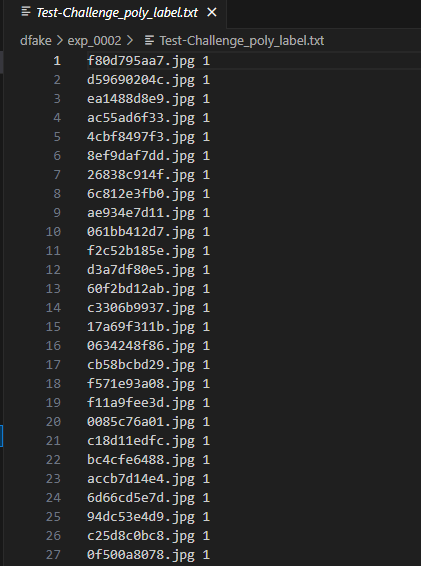 Test-Challenge_poly_label.txt
dfake > exp_0002 > Test-Challenge_poly_label.txt
1 f80d795aa7.jpg 1
2 d59690204c.jpg 1
3 ea1488d8e9.jpg 1
4 ac55ad6f33.jpg 1
5 4cbf8497f3.jpg 1
6 8ef9daf7dd.jpg 1
7 26838c914f.jpg 1
8 6c812e3fb0.jpg 1
9 ae934e7d11.jpg 1
10 061bb412d7.jpg 1
11 f2c52b185e.jpg 1
12 d3a7df80e5.jpg 1
13 60f2bd12ab.jpg 1
14 c3306b9937.jpg 1
15 17a69f311b.jpg 1
16 0634248f86.jpg 1
17 cb58bcbd29.jpg 1
18 f571e93a08.jpg 1
19 f11a9fee3d.jpg 1
20 0085c76a01.jpg 1
21 c18d11edfc.jpg 1
22 bc4cfe6488.jpg 1
23 accb7d14e4.jpg 1
24 6d66cd5e7d.jpg 1
25 94dc53e4d9.jpg 1
26 c25d8c0bc8.jpg 1
27 0f500a8078.jpg 1